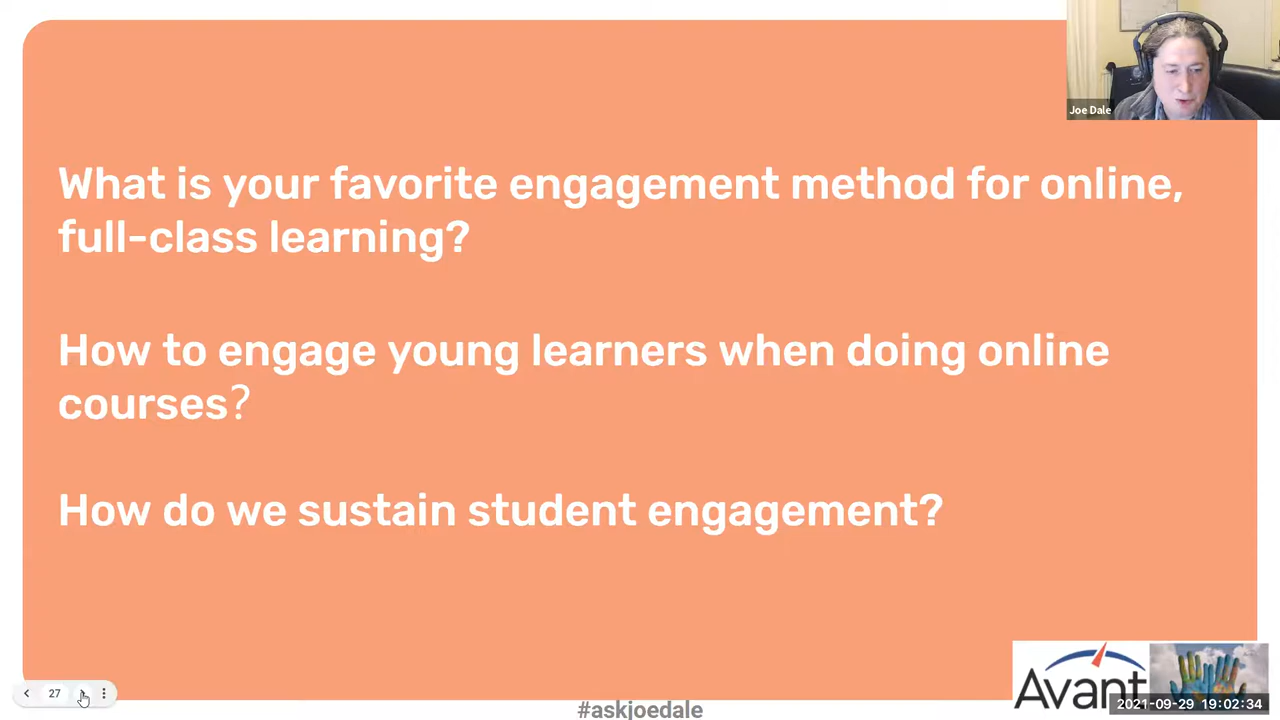 Joe Dale
What is your favorite engagement method for online,
full-class learning?
How to engage young learners when doing online
courses?
How do we sustain student engagement?
27
Avant
2021-09-29 19:02:34
#askjoedale